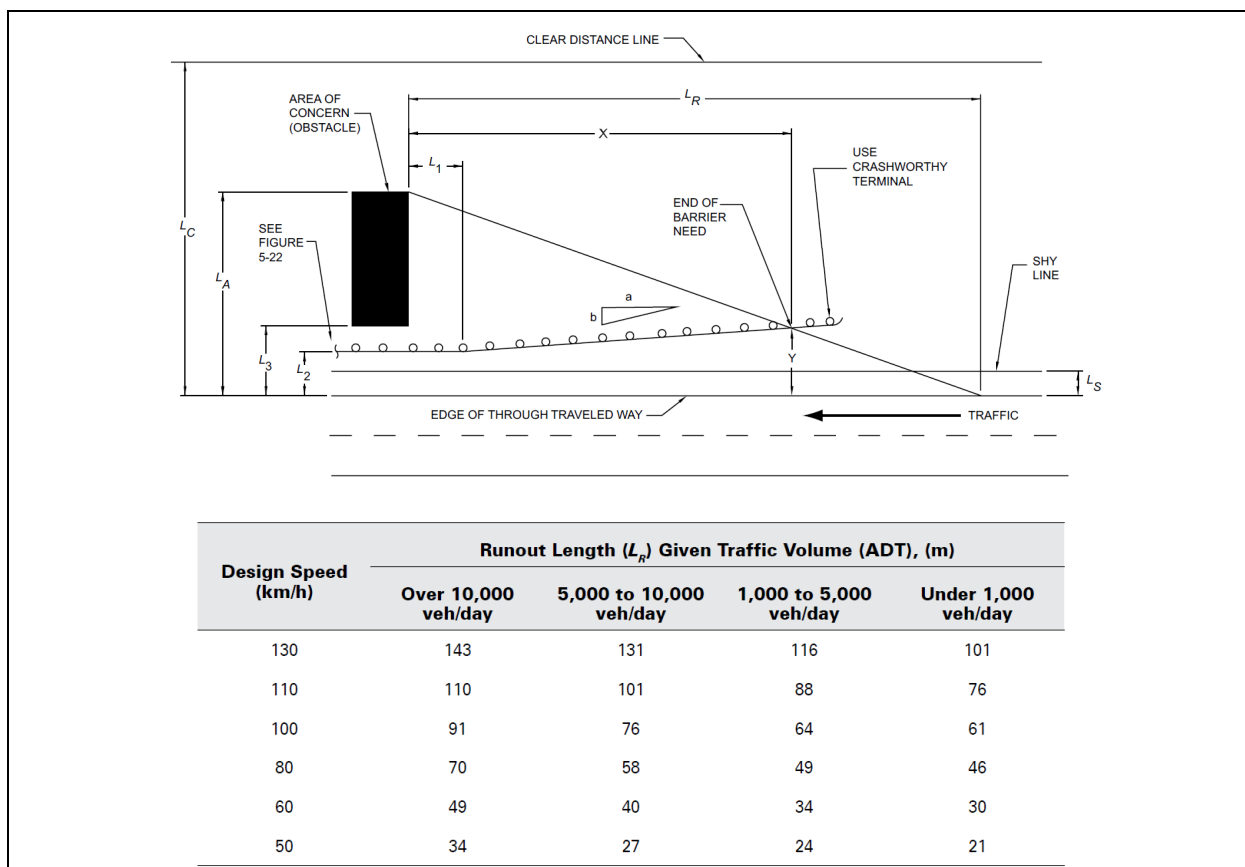 CLEAR DISTANCE LINE
AREA OF
CONCERN
(OBSTACLE)
L_R
X
L_1
USE
CRASHWORTHY
TERMINAL
END OF
BARRIER
NEED
L_C
SEE
FIGURE
5-22
L_A
SHY
LINE
a
b
L_3
L_2
Y
L_S
EDGE OF THROUGH TRAVELED WAY
TRAFFIC
Design Speed
(km/h)
Runout Length (L_R) Given Traffic Volume (ADT), (m)
Over 10,000 veh/day
5,000 to 10,000 veh/day
1,000 to 5,000 veh/day
Under 1,000 veh/day
130 143 131 116 101
110 110 101 88 76
100 91 76 64 61
80 70 58 49 46
60 49 40 34 30
50 34 27 24 21